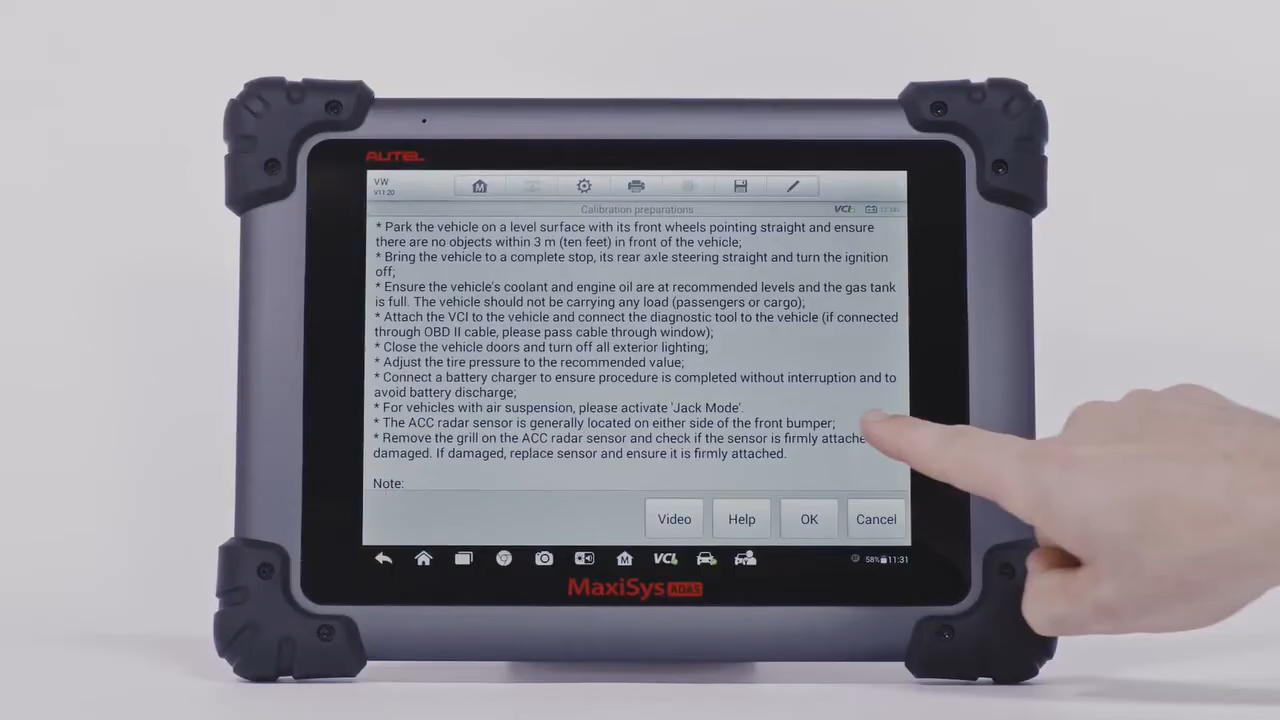 AUTEL
VW
V11.20
M
Calibration preparations
VCI
* Park the vehicle on a level surface with its front wheels pointing straight and ensure
there are no objects within 3 m (ten feet) in front of the vehicle;
* Bring the vehicle to a complete stop, its rear axle steering straight and turn the ignition
off;
* Ensure the vehicle's coolant and engine oil are at recommended levels and the gas tank
is full. The vehicle should not be carrying any load (passengers or cargo);
* Attach the VCI to the vehicle and connect the diagnostic tool to the vehicle (if connected
through OBD II cable, please pass cable through window);
* Close the vehicle doors and turn off all exterior lighting;
* Adjust the tire pressure to the recommended value;
* Connect a battery charger to ensure procedure is completed without interruption and to
avoid battery discharge;
* For vehicles with air suspension, please activate 'Jack Mode'.
* The ACC radar sensor is generally located on either side of the front bumper;
* Remove the grill on the ACC radar sensor and check if the sensor is firmly attache
damaged. If damaged, replace sensor and ensure it is firmly attached.
Note:
Video Help OK Cancel
M VCI 58% 11:31
MaxiSys ADAS